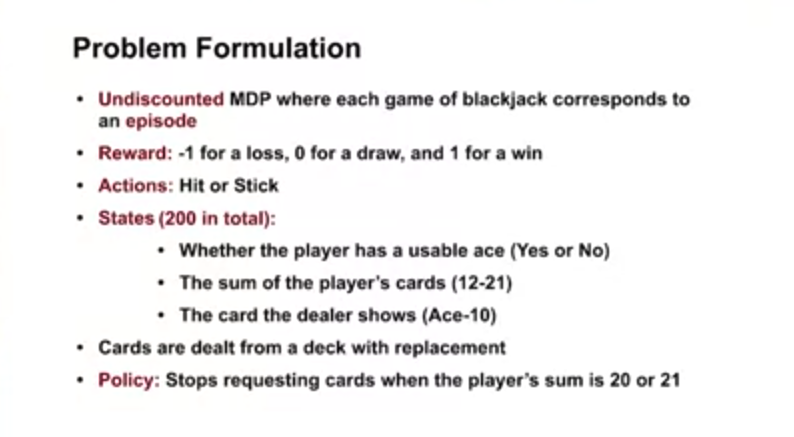 Problem Formulation
• Undiscounted MDP where each game of blackjack corresponds to
an episode
• Reward: -1 for a loss, 0 for a draw, and 1 for a win
• Actions: Hit or Stick
• States (200 in total):
• Whether the player has a usable ace (Yes or No)
• The sum of the player's cards (12-21)
• The card the dealer shows (Ace-10)
• Cards are dealt from a deck with replacement
• Policy: Stops requesting cards when the player's sum is 20 or 21